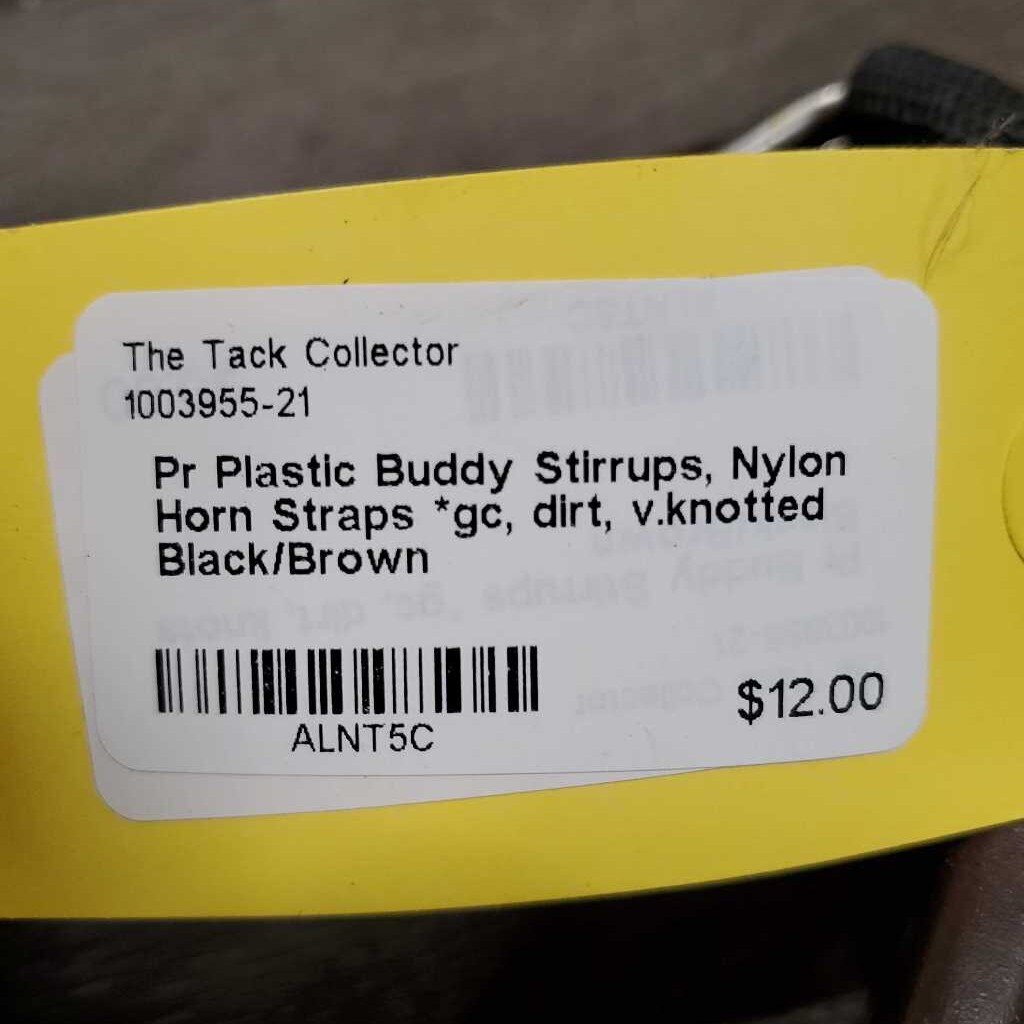 The Tack Collector
1003955-21
Pr Plastic Buddy Stirrups, Nylon
Horn Straps *gc, dirt, v.knotted
Black/Brown
ALNT5C
$12.00